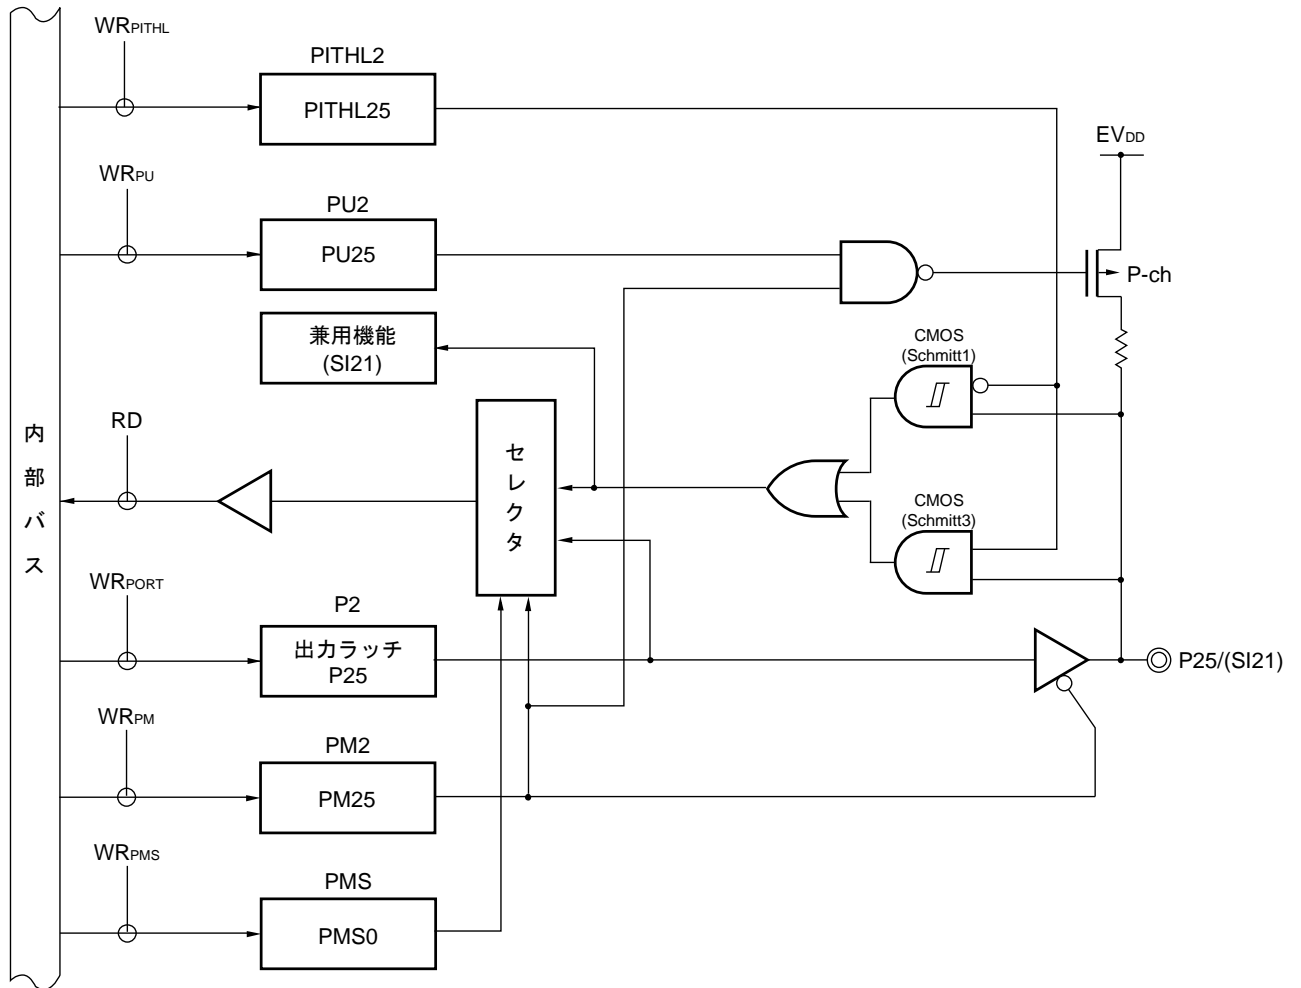 WRPITHL
PITHL2
PITHL25
EVDD
WRPU
PU2
PU25
P-ch
兼用機能
(SI21)
CMOS
(Schmitt1)
RD
内部バス
セレクタ
CMOS
(Schmitt3)
WRPORT
P2
出力ラッチ
P25
P25/(SI21)
WRPM
PM2
PM25
WRPMS
PMS
PMS0